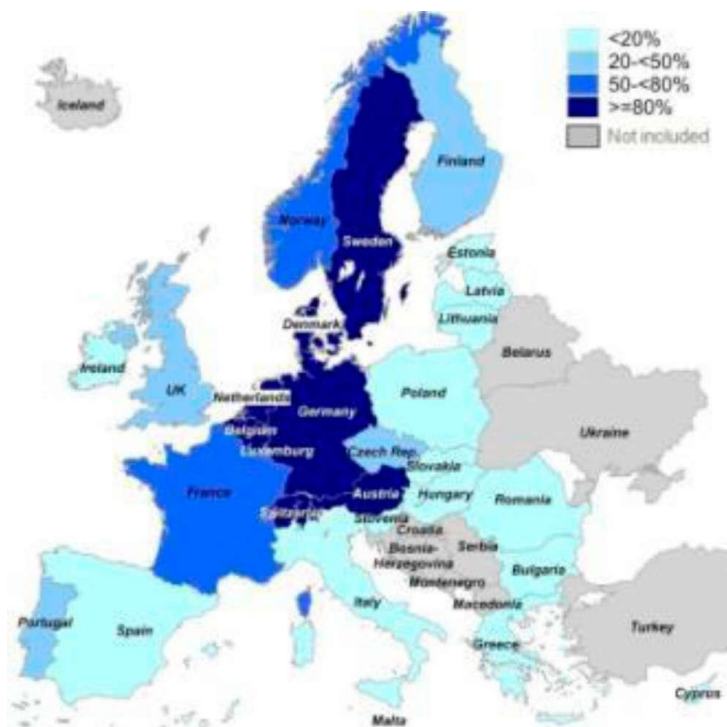 <20%
20-<50%
50-<80%
>=80%
Not included
Iceland
Finland
Norway
Sweden
Estonia
Latvia
Lithuania
Denmark
Belarus
Ireland
UK
Netherlands
Germany
Poland
Belgium
Luxemburg
Ukraine
Czech Rep.
Slovakia
France
Austria
Hungary
Romania
Slovenia
Croatia
Bosnia-
Herzegovina
Serbia
Montenegro
Bulgaria
Macedonia
Italy
Portugal
Spain
Greece
Turkey
Cyprus
Malta